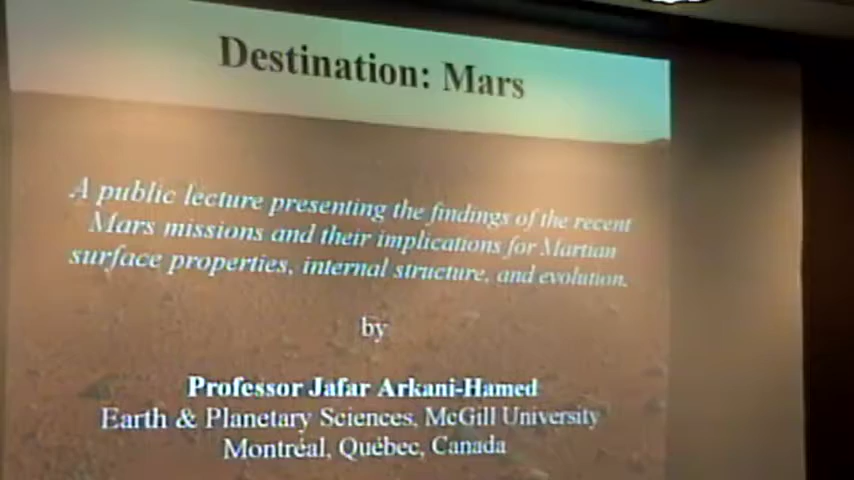 Destination: Mars
A public lecture presenting the findings of the recent
Mars missions and their implications for Martian
surface properties, internal structure, and evolution.
by
Professor Jafar Arkani-Hamed
Earth & Planetary Sciences, McGill University
Montréal, Québec, Canada